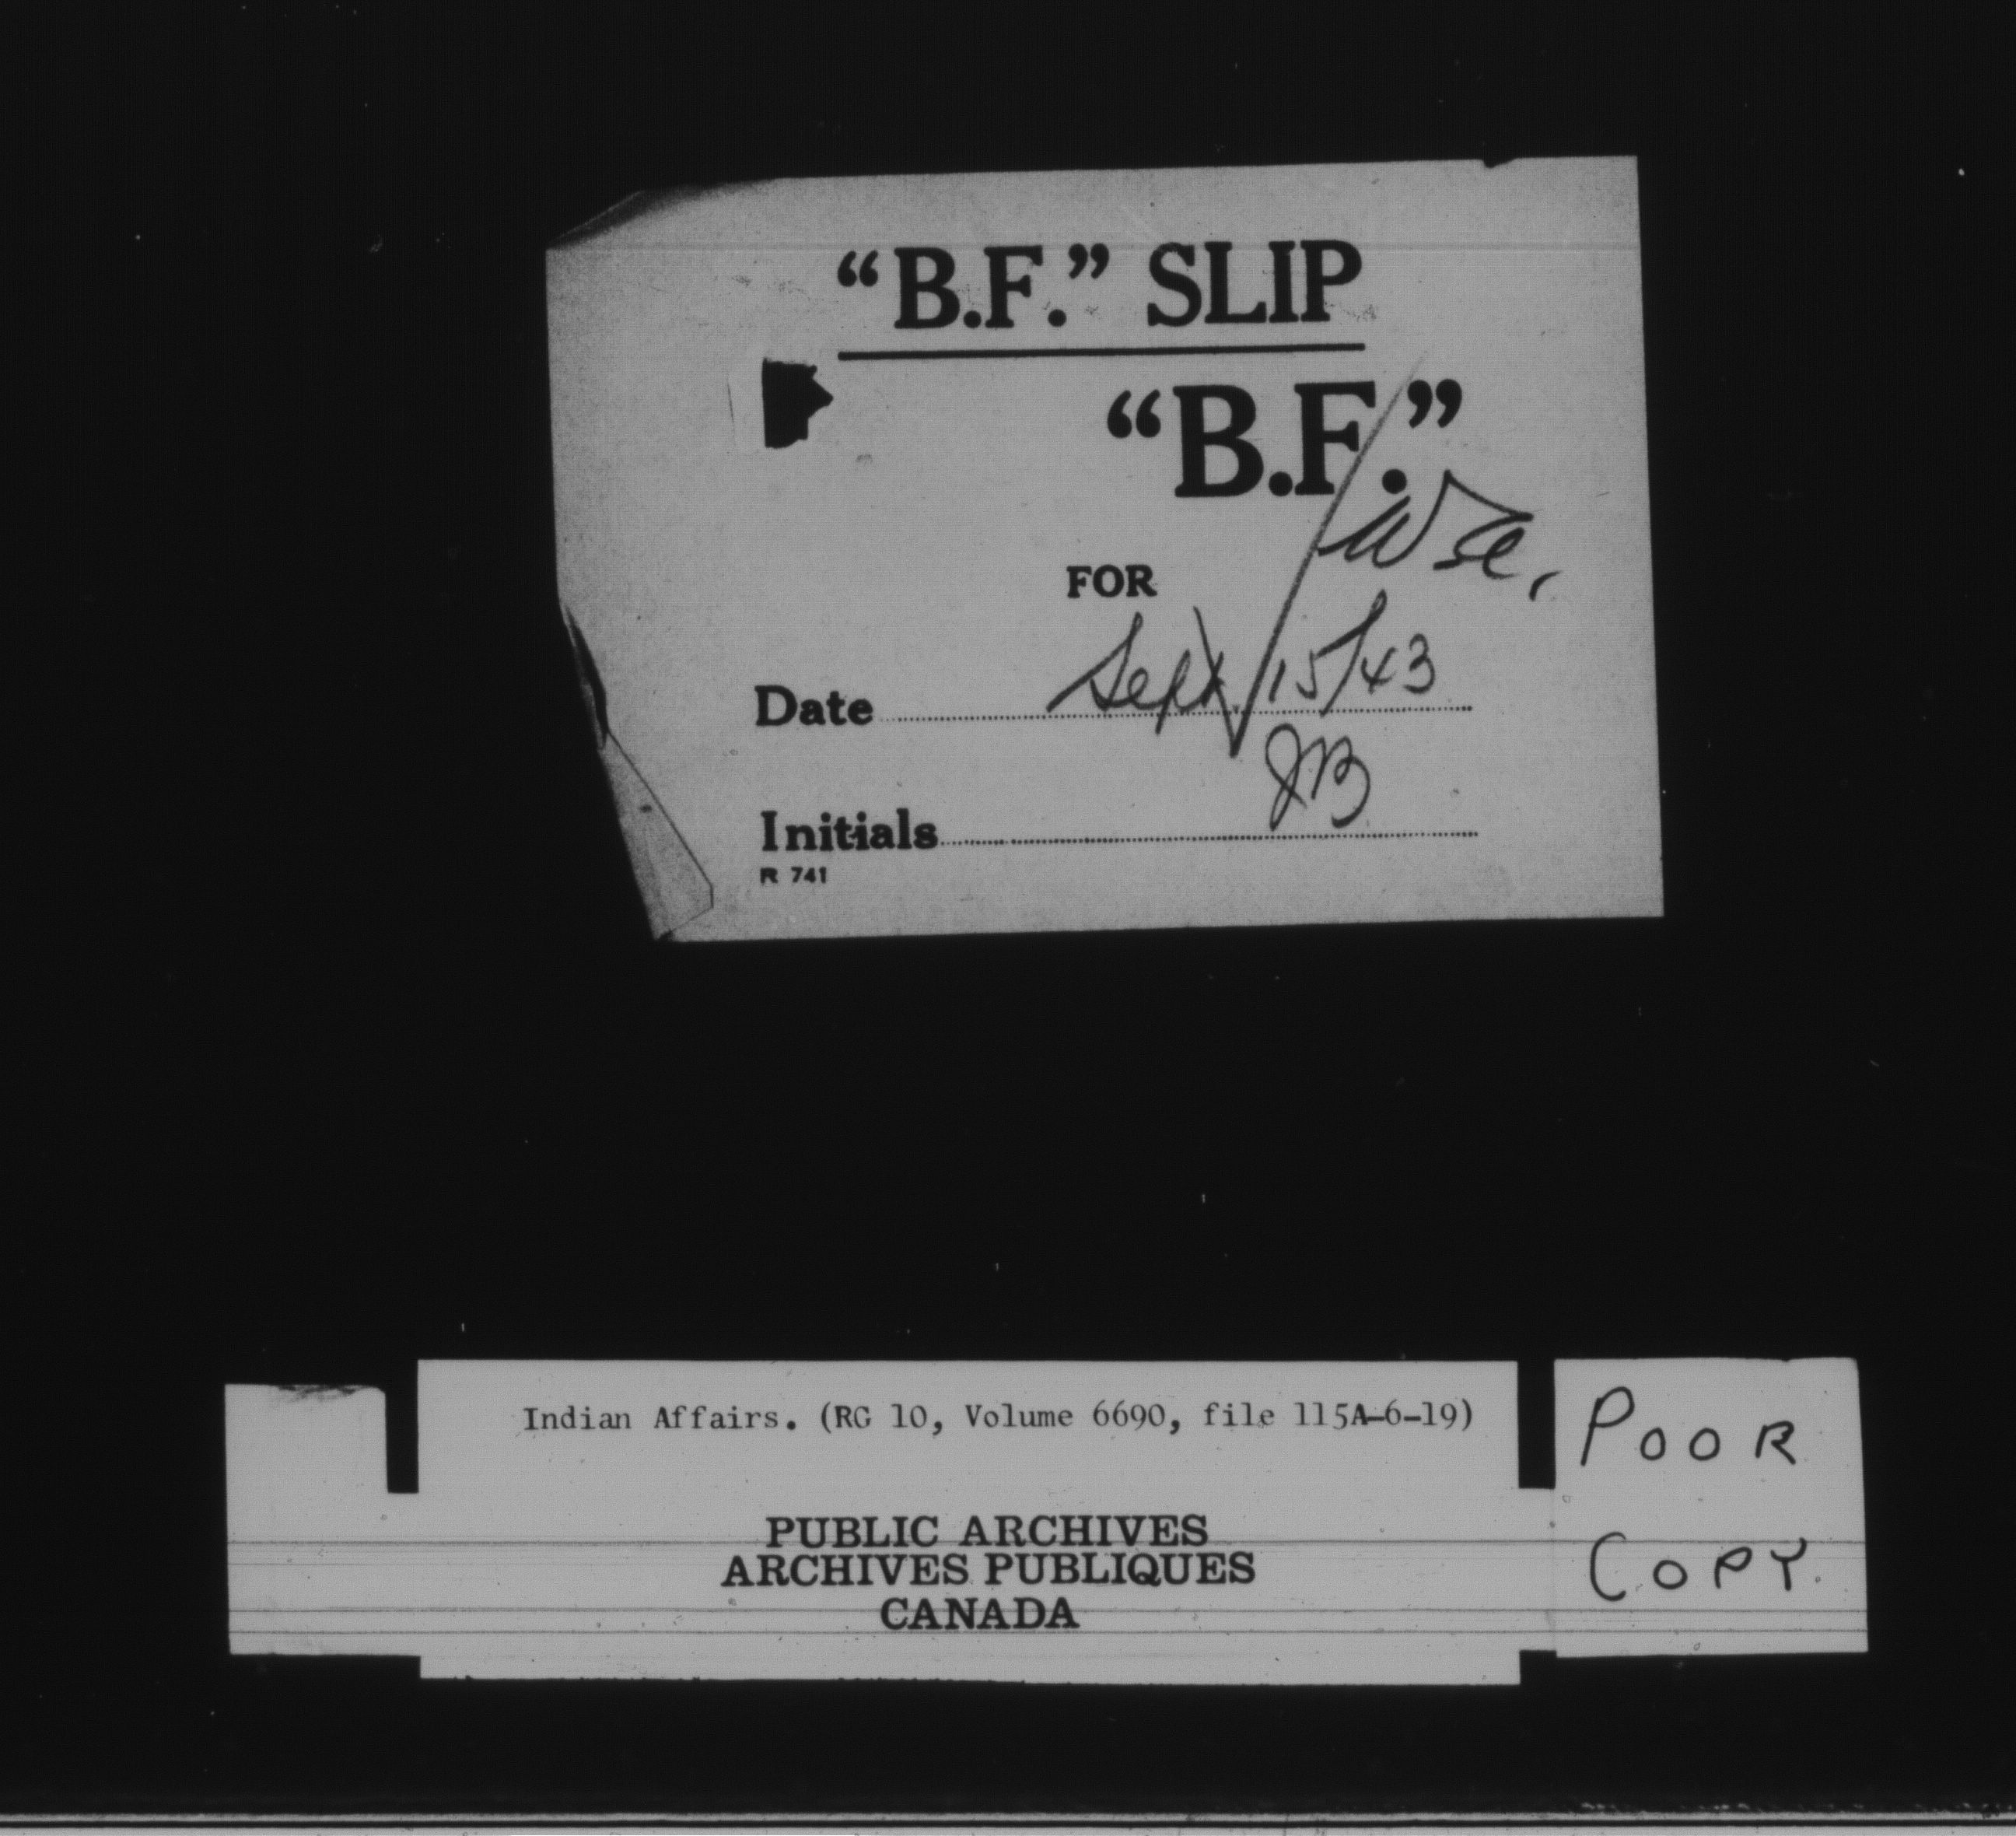 “B.F.” SLIP
“B.F.”
FOR
Date Sept 15/43
Initials JB
R 741
Indian Affairs. (RG 10, Volume 6690, file 115A-6-19)
PUBLIC ARCHIVES
ARCHIVES PUBLIQUES
CANADA
POOR
COPY